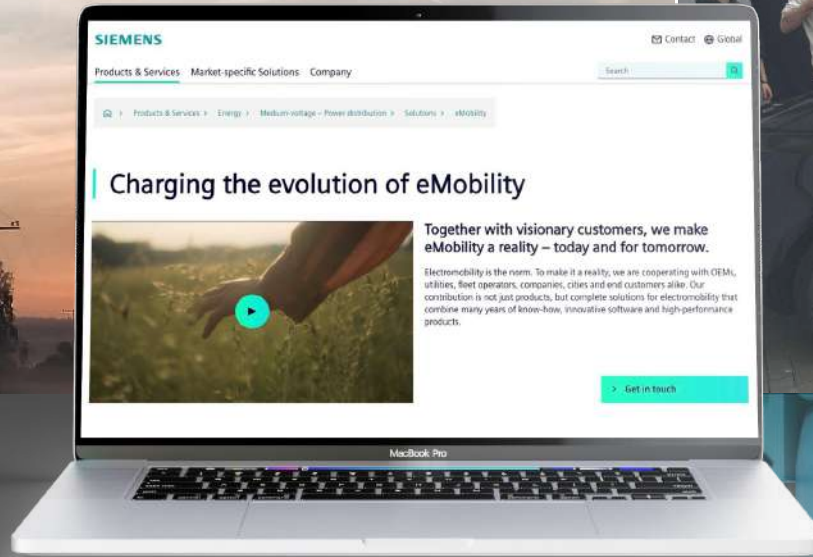 SIEMENS
Contact Global
Products & Services Market-specific Solutions Company
Search
Products & Services > Energy > Medium-voltage – Power distribution > Solutions > eMobility
Charging the evolution of eMobility
Together with visionary customers, we make
eMobility a reality – today and for tomorrow.
Electromobility is the norm. To make it a reality, we are cooperating with OEMs,
utilities, fleet operators, companies, cities and end customers alike. Our
contribution is not just products, but complete solutions for electromobility that
combine many years of know-how, innovative software and high-performance
products.
> Get in touch
MacBook Pro